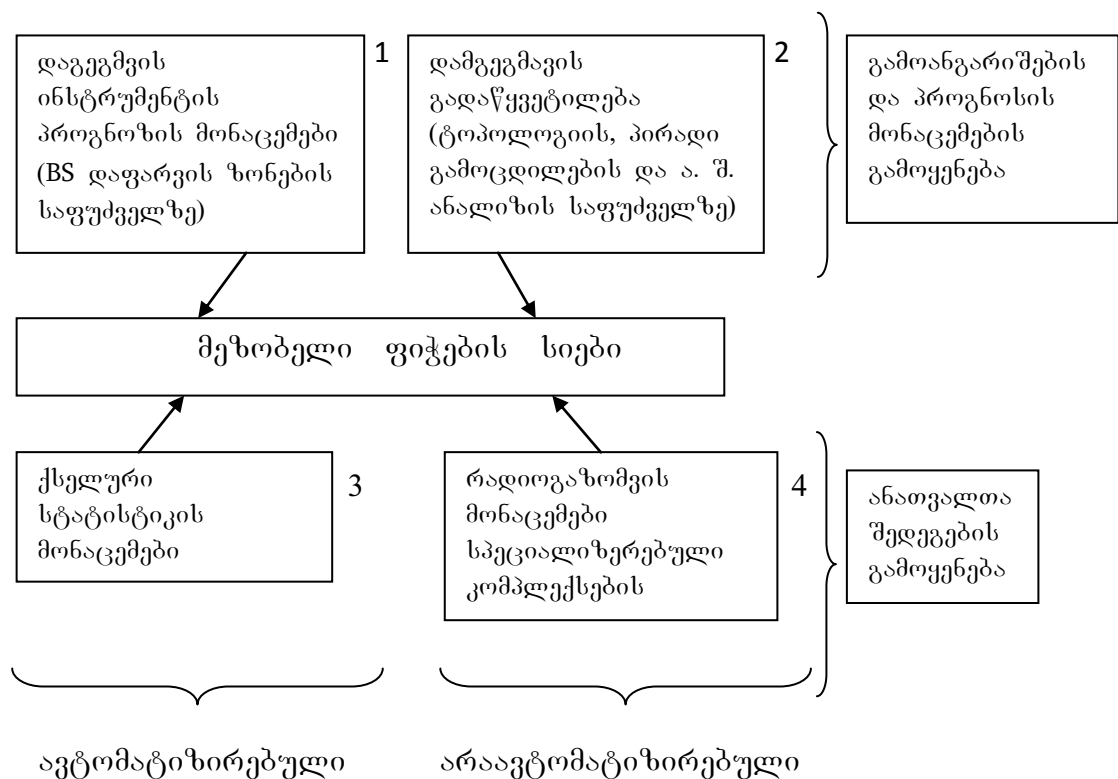 დაგეგმვის
ინსტრუმენტის
პროგნოზის მონაცემები
(BS დაფარვის ზონების
საფუძველზე)
1
დამგეგმავის
გადაწყვეტილება
(ტოპოლოგიის, პირადი
გამოცდილების და ა. შ.
ანალიზის საფუძველზე)
2
გამოანგარიშების
და პროგნოსის
მონაცემების
გამოყენება
მეზობელი ფიჭების სიები
ქსელური
სტატისტიკის
მონაცემები
3
რადიოგაზომვის
მონაცემები
სპეციალიზერებული
კომპლექსების
4
ანათვალთა
შედეგების
გამოყენება
ავტომატიზირებული
არაავტომატიზირებული